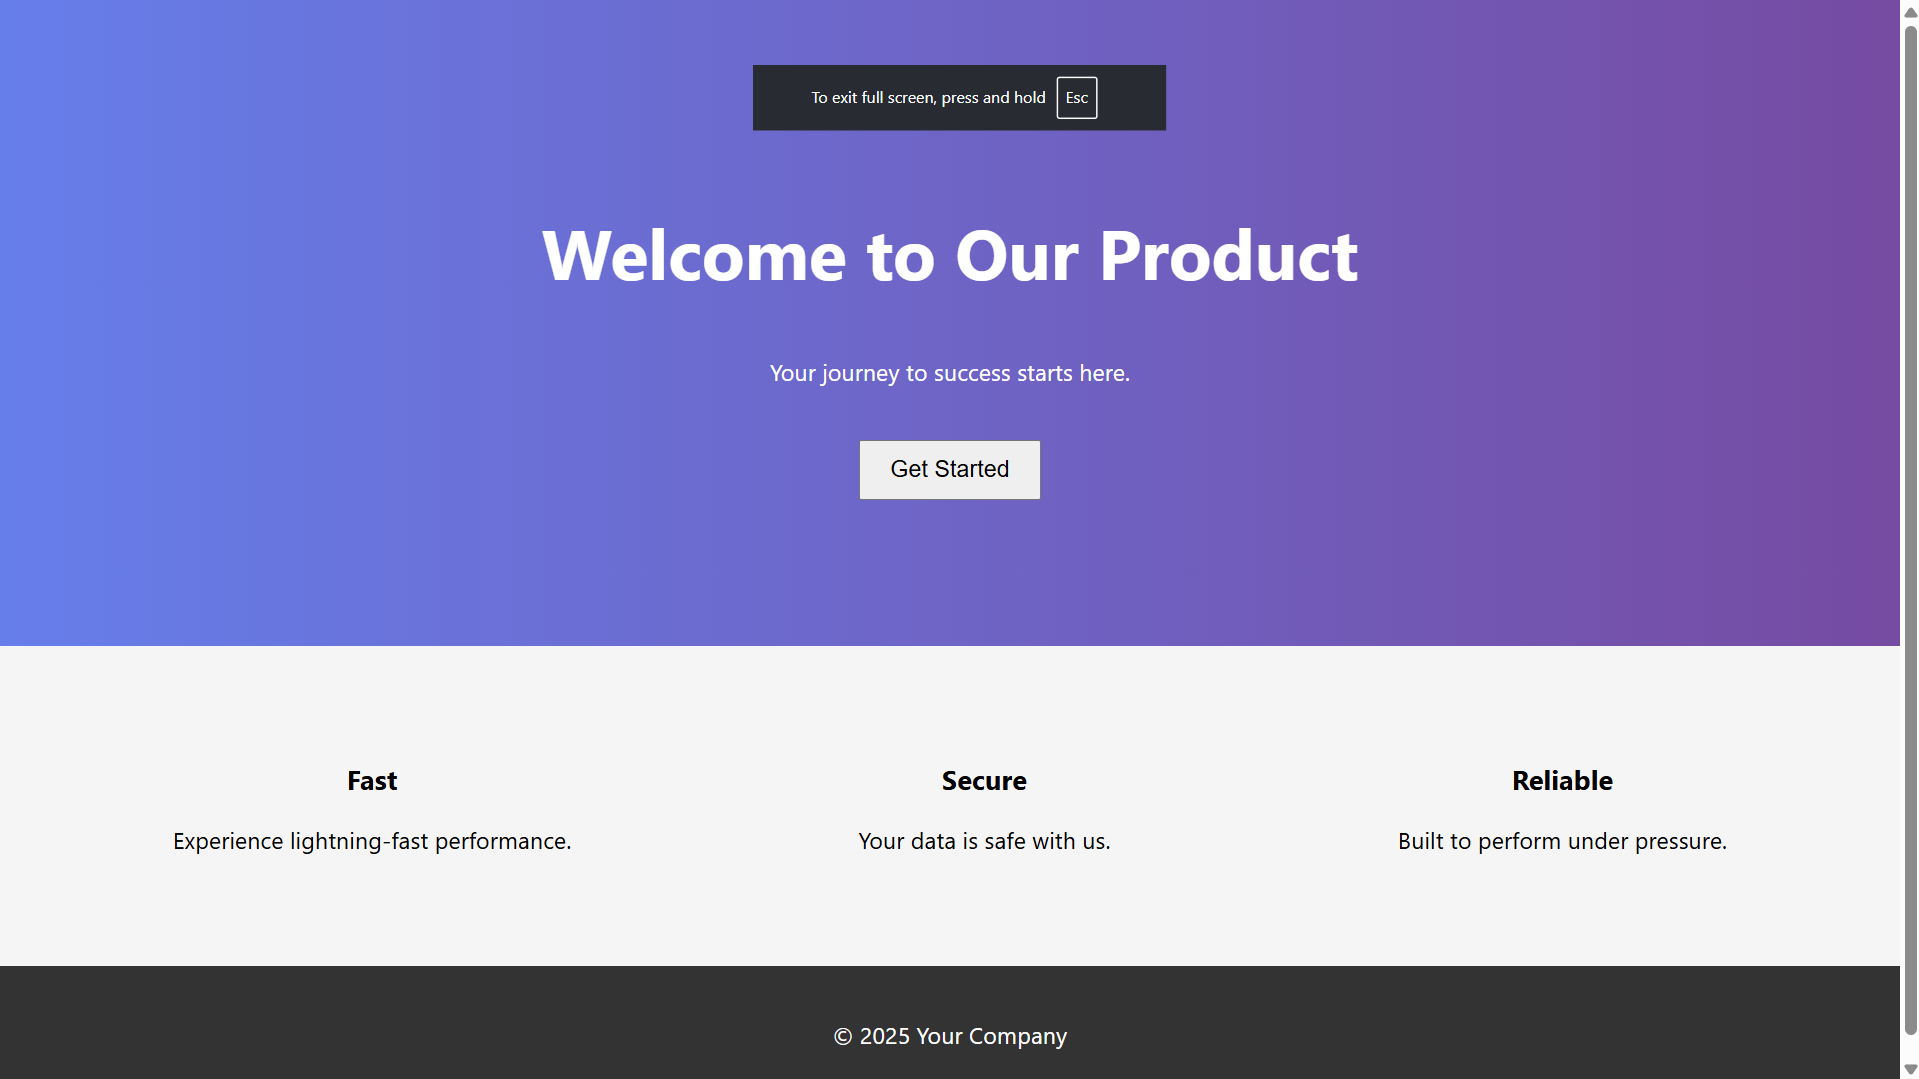 To exit full screen, press and hold Esc
Welcome to Our Product
Your journey to success starts here.
Get Started
Fast
Experience lightning-fast performance.
Secure
Your data is safe with us.
Reliable
Built to perform under pressure.
© 2025 Your Company